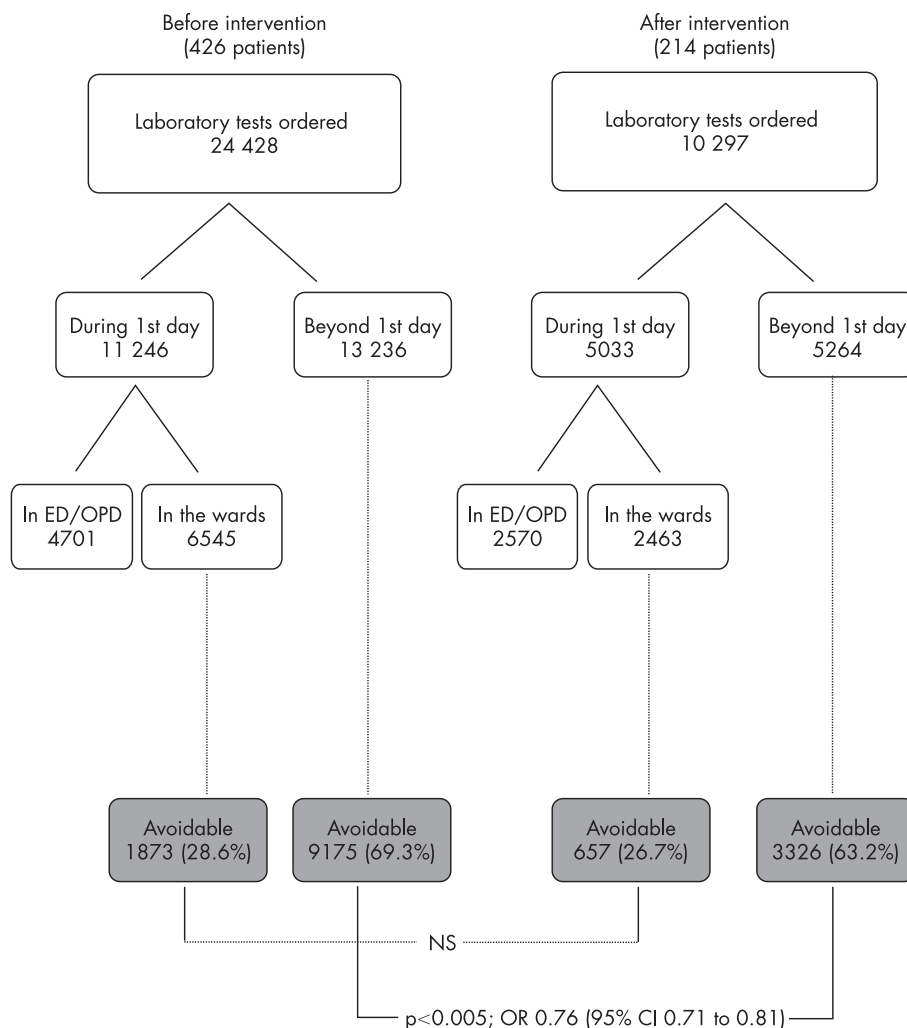 Before intervention
(426 patients)
After intervention
(214 patients)
Laboratory tests ordered
24 428
Laboratory tests ordered
10 297
During 1st day
11 246
Beyond 1st day
13 236
During 1st day
5033
Beyond 1st day
5264
In ED/OPD
4701
In the wards
6545
In ED/OPD
2570
In the wards
2463
Avoidable
1873 (28.6%)
Avoidable
9175 (69.3%)
Avoidable
657 (26.7%)
Avoidable
3326 (63.2%)
NS
p<0.005; OR 0.76 (95% CI 0.71 to 0.81)